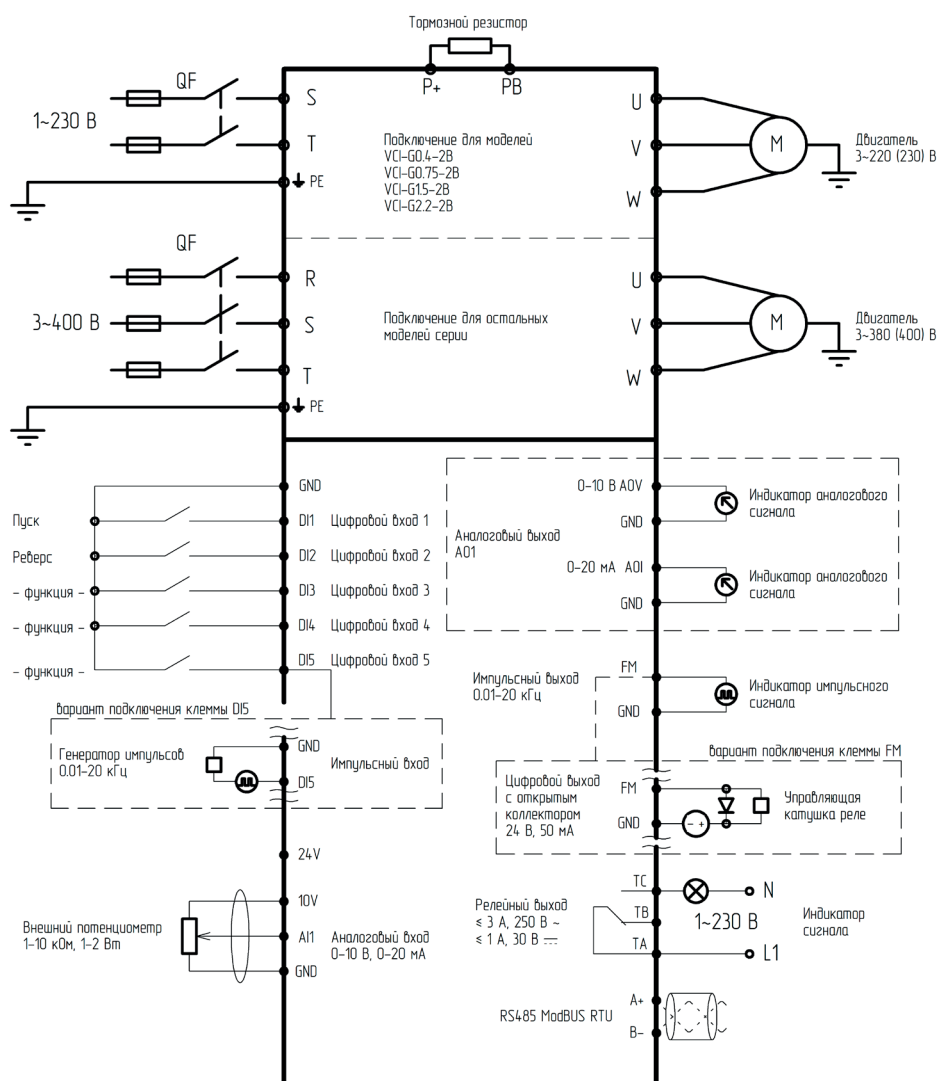 Тормозной резистор
P+
PB
QF
1~230 В
S
T
PE
Подключение для моделей
VCI-G0.4-2B
VCI-G0.75-2B
VCI-G1.5-2B
VCI-G2.2-2B
U
V
W
M
Двигатель
3~220 (230) В
QF
3~400 В
R
S
T
PE
Подключение для остальных
моделей серии
U
V
W
M
Двигатель
3~380 (400) В
GND
Пуск
DI1 Цифровой вход 1
Реверс
DI2 Цифровой вход 2
- функция -
DI3 Цифровой вход 3
- функция -
DI4 Цифровой вход 4
- функция -
DI5 Цифровой вход 5
вариант подключения клеммы DI5
Генератор импульсов
0.01-20 кГц
GND
Импульсный вход
DI5
24V
Внешний потенциометр
1-10 кОм, 1-2 Вт
10V
AI1
Аналоговый вход
0-10 В, 0-20 мА
GND
Аналоговый выход
AO1
0-10 В AOV
GND
Индикатор аналогового
сигнала
0-20 мА AOI
GND
Индикатор аналогового
сигнала
Импульсный выход
0.01-20 кГц
FM
GND
Индикатор импульсного
сигнала
вариант подключения клеммы FM
Цифровой выход
с открытым
коллектором
24 В, 50 мА
FM
GND
- +
Управляющая
катушка реле
Релейный выход
≤ 3 А, 250 В ~
≤ 1 А, 30 В ⎓
TC
TB
TA
N
1~230 В
L1
Индикатор
сигнала
RS485 ModBUS RTU
A+
B-